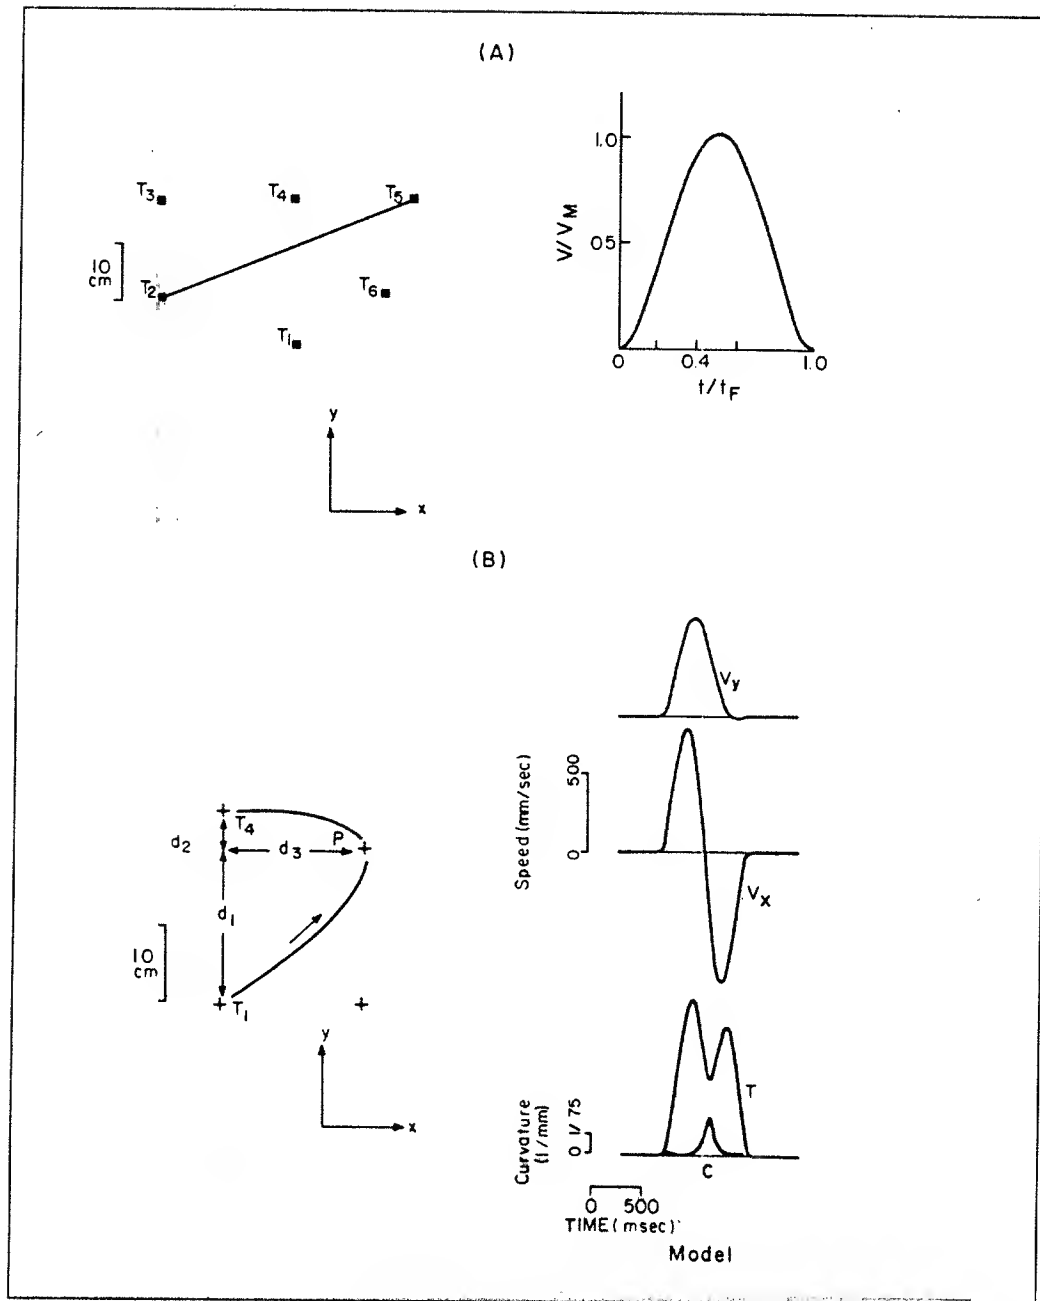 (A)
T3
T4
T5
10
cm
T2
T6
T1
y
x
V/VM
1.0
0.5
0
0.4
1.0
t/tF
(B)
T4
d2
P
d3
d1
10
cm
T1
y
x
Vy
Speed (mm/sec)
500
0
Vx
T
Curvature
(1/mm)
0 1/75
C
0 500
TIME (msec)
Model